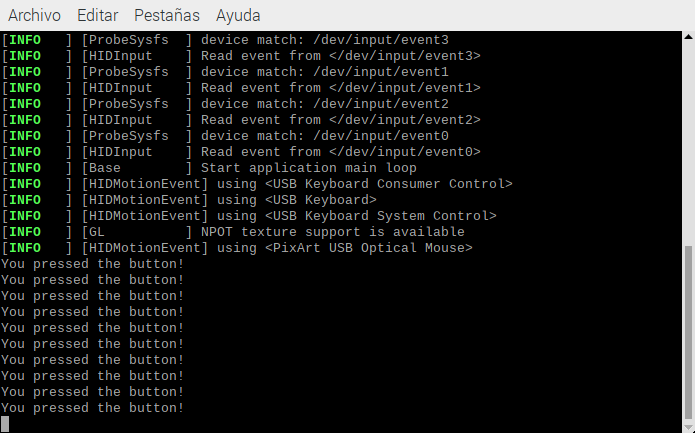 Archivo Editar Pestañas Ayuda
[INFO   ] [ProbeSysfs  ] device match: /dev/input/event3
[INFO   ] [HIDInput    ] Read event from </dev/input/event3>
[INFO   ] [ProbeSysfs  ] device match: /dev/input/event1
[INFO   ] [HIDInput    ] Read event from </dev/input/event1>
[INFO   ] [ProbeSysfs  ] device match: /dev/input/event2
[INFO   ] [HIDInput    ] Read event from </dev/input/event2>
[INFO   ] [ProbeSysfs  ] device match: /dev/input/event0
[INFO   ] [HIDInput    ] Read event from </dev/input/event0>
[INFO   ] [Base        ] Start application main loop
[INFO   ] [HIDMotionEvent] using <USB Keyboard Consumer Control>
[INFO   ] [HIDMotionEvent] using <USB Keyboard>
[INFO   ] [HIDMotionEvent] using <USB Keyboard System Control>
[INFO   ] [GL          ] NPOT texture support is available
[INFO   ] [HIDMotionEvent] using <PixArt USB Optical Mouse>
You pressed the button!
You pressed the button!
You pressed the button!
You pressed the button!
You pressed the button!
You pressed the button!
You pressed the button!
You pressed the button!
You pressed the button!
You pressed the button!